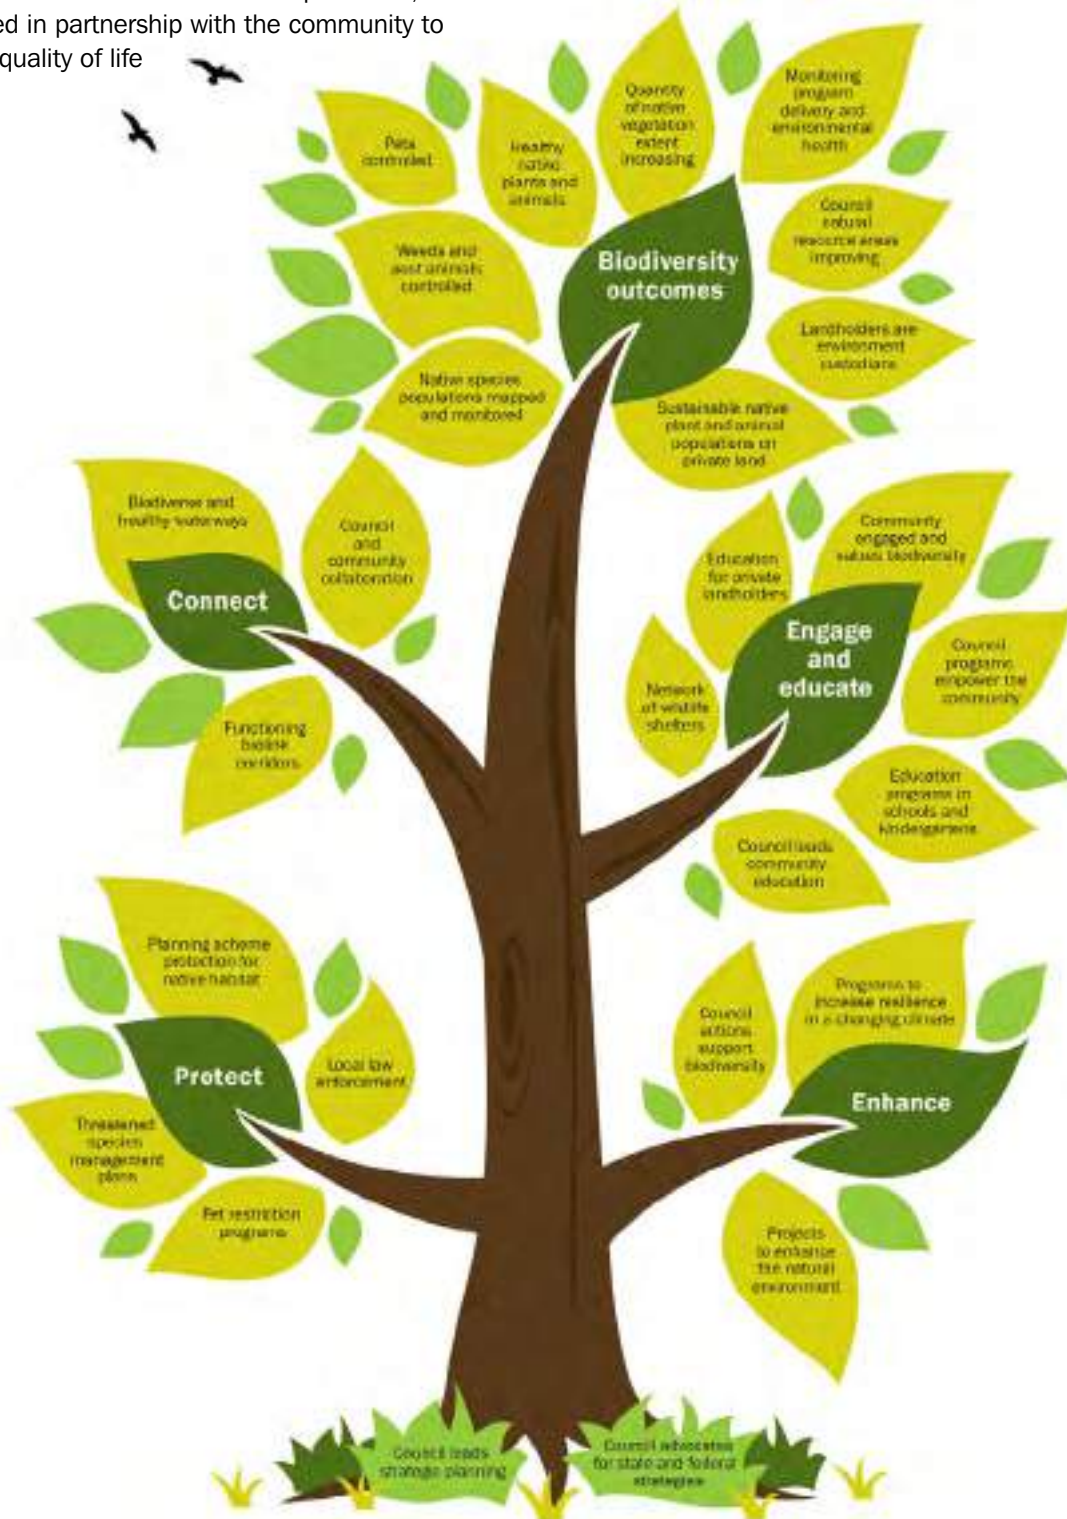 ed in partnership with the community to
quality of life
Pets
controlled
Healthy
native
plants and
animals
Quantity
of native
vegetation
extent
increasing
Monitoring
program
delivery and
environmental
health
Weeds and
pest animals
controlled
Biodiversity
outcomes
Council
natural
resource areas
improving
Native species
populations mapped
and monitored
Landholders are
environment
custodians
Sustainable native
plant and animal
populations on
private land
Biodiverse and
healthy waterways
Council
and
community
collaboration
Connect
Functioning
biolink
corridors
Education
for private
landholders
Community
engaged and
values biodiversity
Engage
and
educate
Network
of wildlife
shelters
Council
programs
empower the
community
Education
programs in
schools and
kindergartens
Council leads
community
education
Planning scheme
protection for
native habitat
Protect
Local law
enforcement
Threatened
species
management
plans
Pet restriction
programs
Council
actions
support
biodiversity
Programs to
increase resilience
in a changing climate
Enhance
Projects
to enhance
the natural
environment
Council leads
strategic planning
Council advocates
for state and federal
strategies